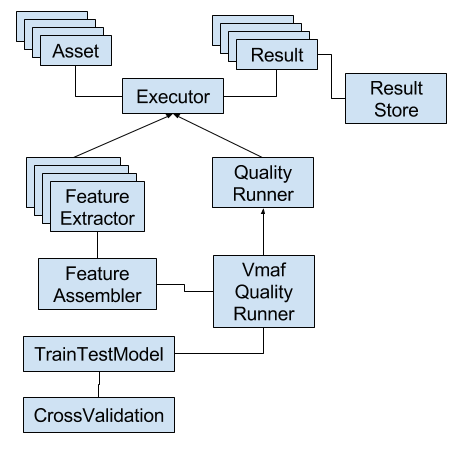 Asset
Result
Executor
Result
Store
Feature
Extractor
Quality
Runner
Feature
Assembler
Vmaf
Quality
Runner
TrainTestModel
CrossValidation